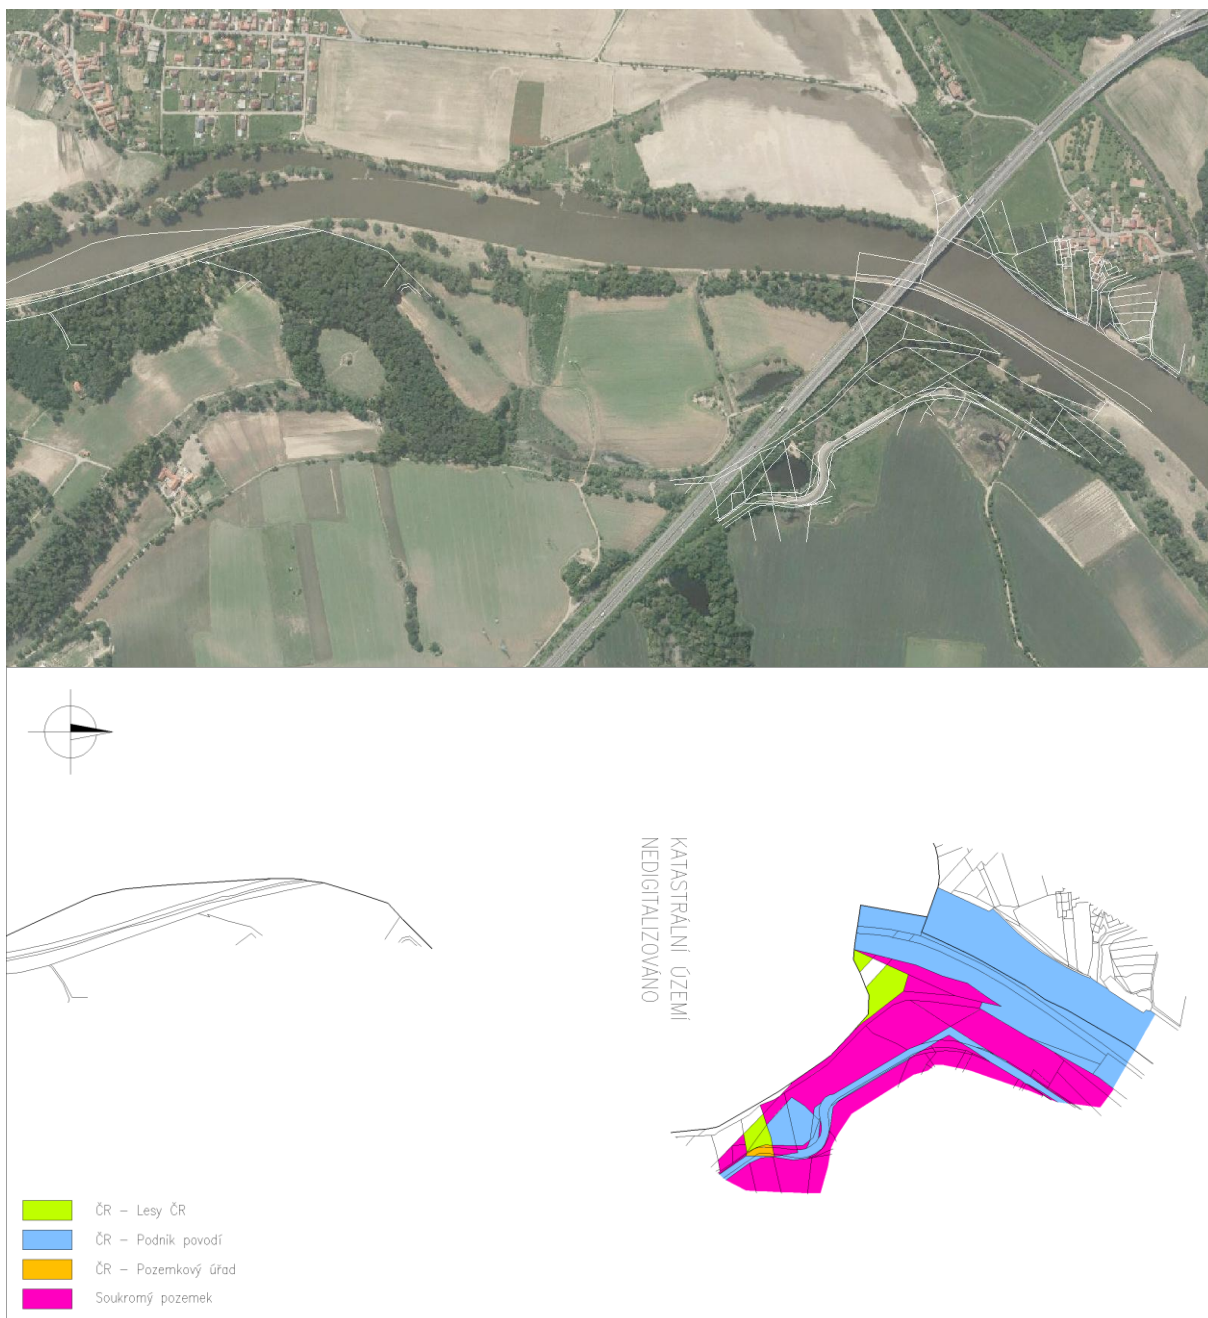 KATASTRÁLNÍ ÚZEMÍ
NEDIGITALIZOVÁNO
ČR – Lesy ČR
ČR – Podnik povodí
ČR – Pozemkový úřad
Soukromý pozemek